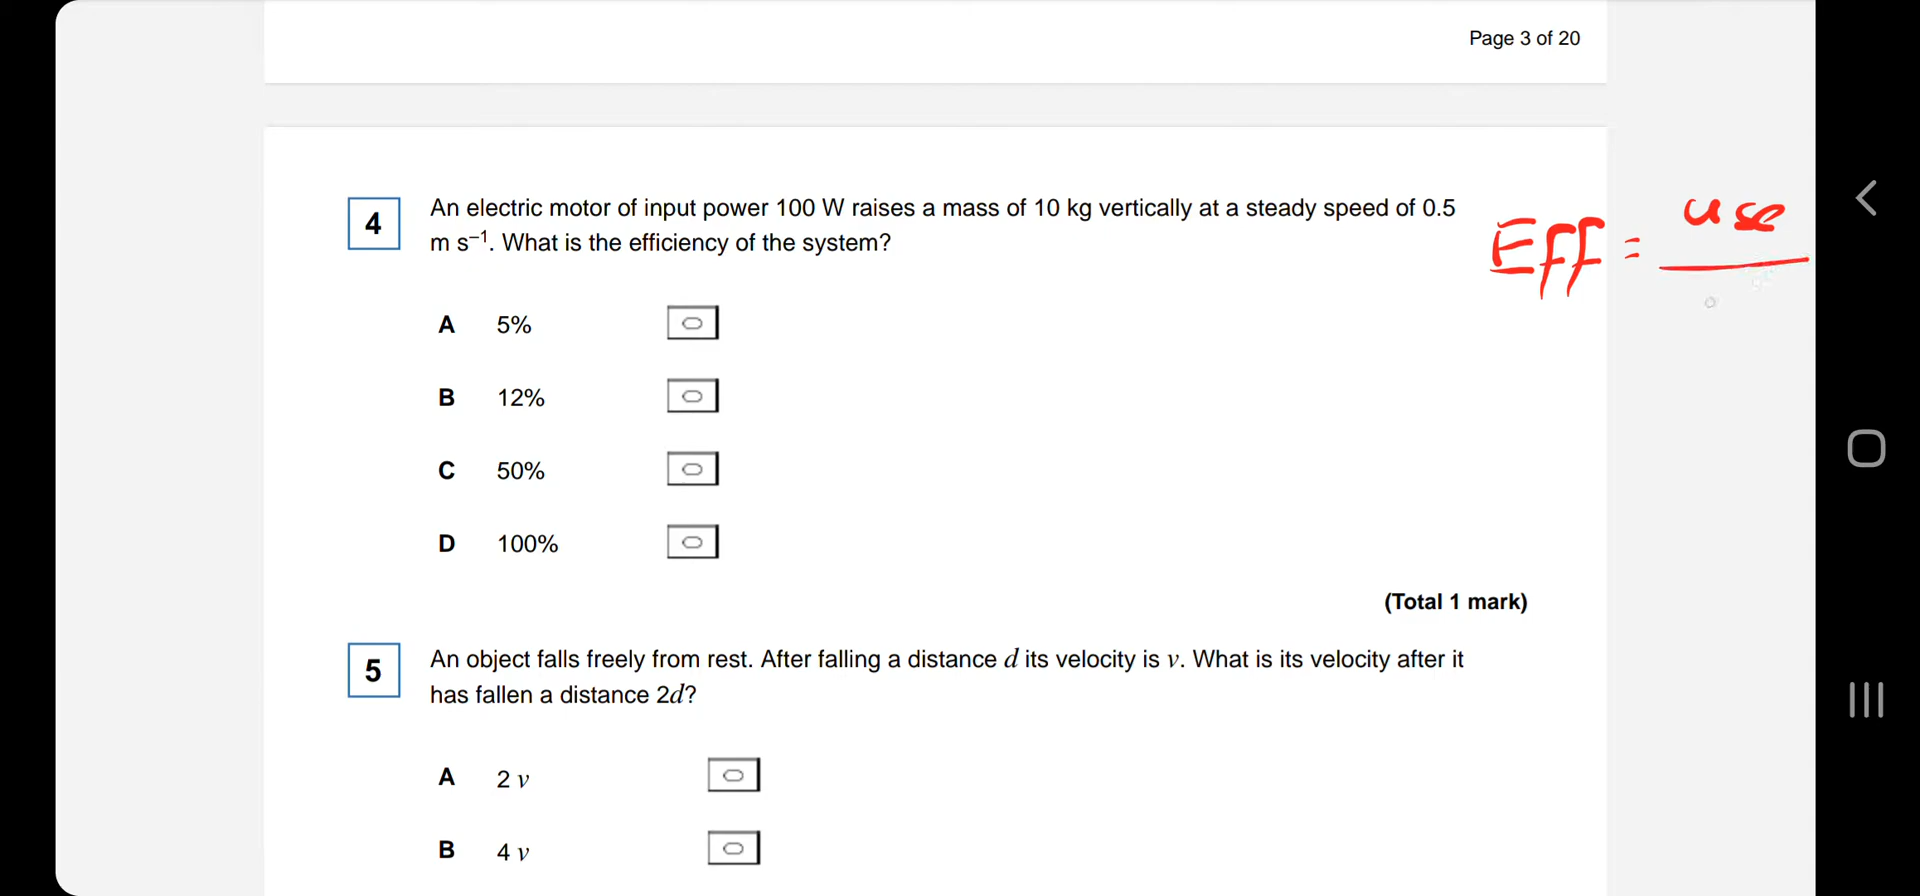 Page 3 of 20
4 An electric motor of input power 100 W raises a mass of 10 kg vertically at a steady speed of 0.5
m s⁻¹. What is the efficiency of the system?
Eff = use
A 5%
B 12%
C 50%
D 100%
(Total 1 mark)
5 An object falls freely from rest. After falling a distance d its velocity is v. What is its velocity after it
has fallen a distance 2d?
A 2 v
B 4 v